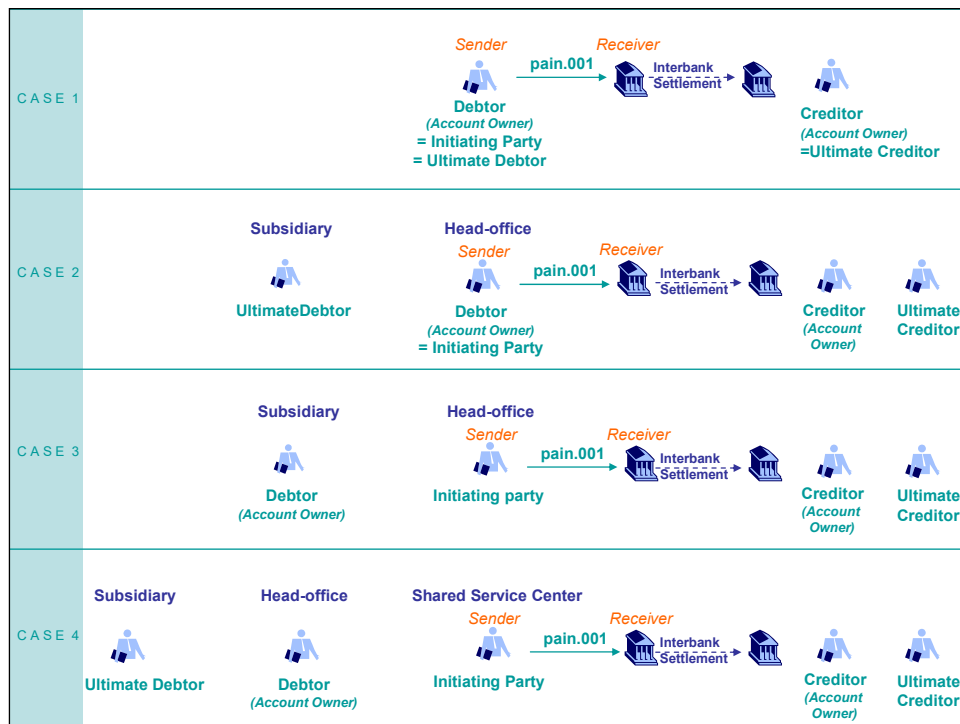 CASE 1
Sender
Receiver
pain.001
Interbank
Settlement
Debtor
(Account Owner)
= Initiating Party
= Ultimate Debtor
Creditor
(Account Owner)
=Ultimate Creditor
CASE 2
Subsidiary
Head-office
Sender
Receiver
pain.001
Interbank
Settlement
UltimateDebtor
Debtor
(Account Owner)
= Initiating Party
Creditor
(Account
Owner)
Ultimate
Creditor
CASE 3
Subsidiary
Head-office
Sender
Receiver
pain.001
Interbank
Settlement
Debtor
(Account Owner)
Initiating party
Creditor
(Account
Owner)
Ultimate
Creditor
CASE 4
Subsidiary
Head-office
Shared Service Center
Sender
Receiver
pain.001
Interbank
Settlement
Ultimate Debtor
Debtor
(Account Owner)
Initiating Party
Creditor
(Account
Owner)
Ultimate
Creditor